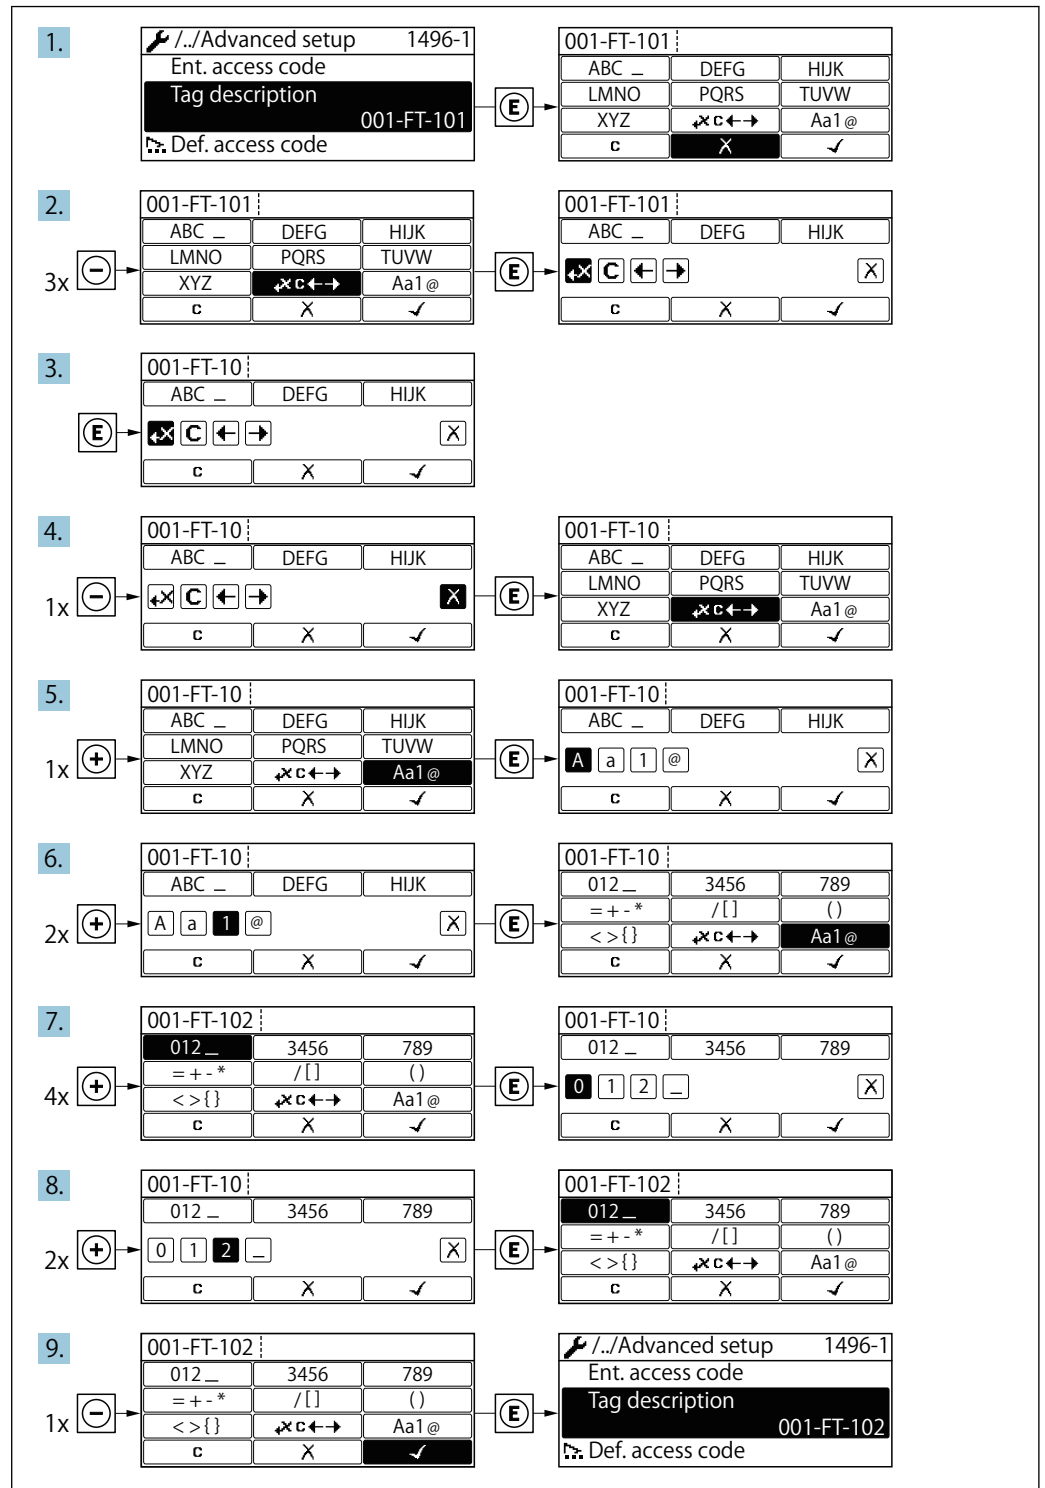 1.
/../Advanced setup 1496-1
Ent. access code
Tag description
001-FT-101
Def. access code
E
001-FT-101
ABC _ DEFG HIJK
LMNO PQRS TUVW
XYZ C Aa1@
C X ✓
2.
3x −
001-FT-101
ABC _ DEFG HIJK
LMNO PQRS TUVW
XYZ C Aa1@
C X ✓
E
001-FT-101
ABC _ DEFG HIJK
C X
C X ✓
3.
E
001-FT-10
ABC _ DEFG HIJK
C X
C X ✓
4.
1x −
001-FT-10
ABC _ DEFG HIJK
C X
C X ✓
E
001-FT-10
ABC _ DEFG HIJK
LMNO PQRS TUVW
XYZ C Aa1@
C X ✓
5.
1x +
001-FT-10
ABC _ DEFG HIJK
LMNO PQRS TUVW
XYZ C Aa1@
C X ✓
E
001-FT-10
ABC _ DEFG HIJK
A a 1 @ X
C X ✓
6.
2x +
001-FT-10
ABC _ DEFG HIJK
A a 1 @ X
C X ✓
E
001-FT-10
012_ 3456 789
=+-* /[] ()
<>{} C Aa1@
C X ✓
7.
4x +
001-FT-102
012_ 3456 789
=+-* /[] ()
<>{} C Aa1@
C X ✓
E
001-FT-10
012_ 3456 789
0 1 2 _ X
C X ✓
8.
2x +
001-FT-10
012_ 3456 789
0 1 2 _ X
C X ✓
E
001-FT-102
012_ 3456 789
=+-* /[] ()
<>{} C Aa1@
C X ✓
9.
1x −
001-FT-102
012_ 3456 789
=+-* /[] ()
<>{} C Aa1@
C X ✓
E
/../Advanced setup 1496-1
Ent. access code
Tag description
001-FT-102
Def. access code